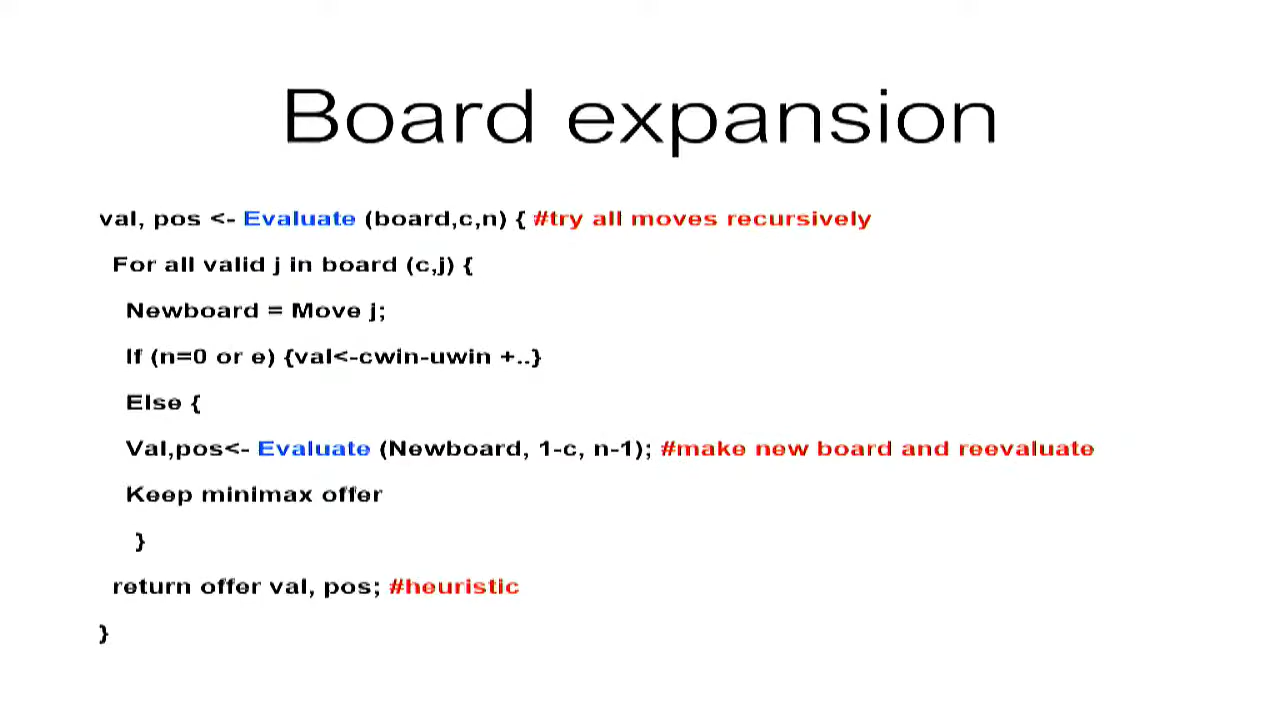 Board expansion
val, pos <- Evaluate (board,c,n) { #try all moves recursively
For all valid j in board (c,j) {
Newboard = Move j;
If (n=0 or e) {val<-cwin-uwin +..}
Else {
Val,pos<- Evaluate (Newboard, 1-c, n-1); #make new board and reevaluate
Keep minimax offer
}
return offer val, pos; #heuristic
}